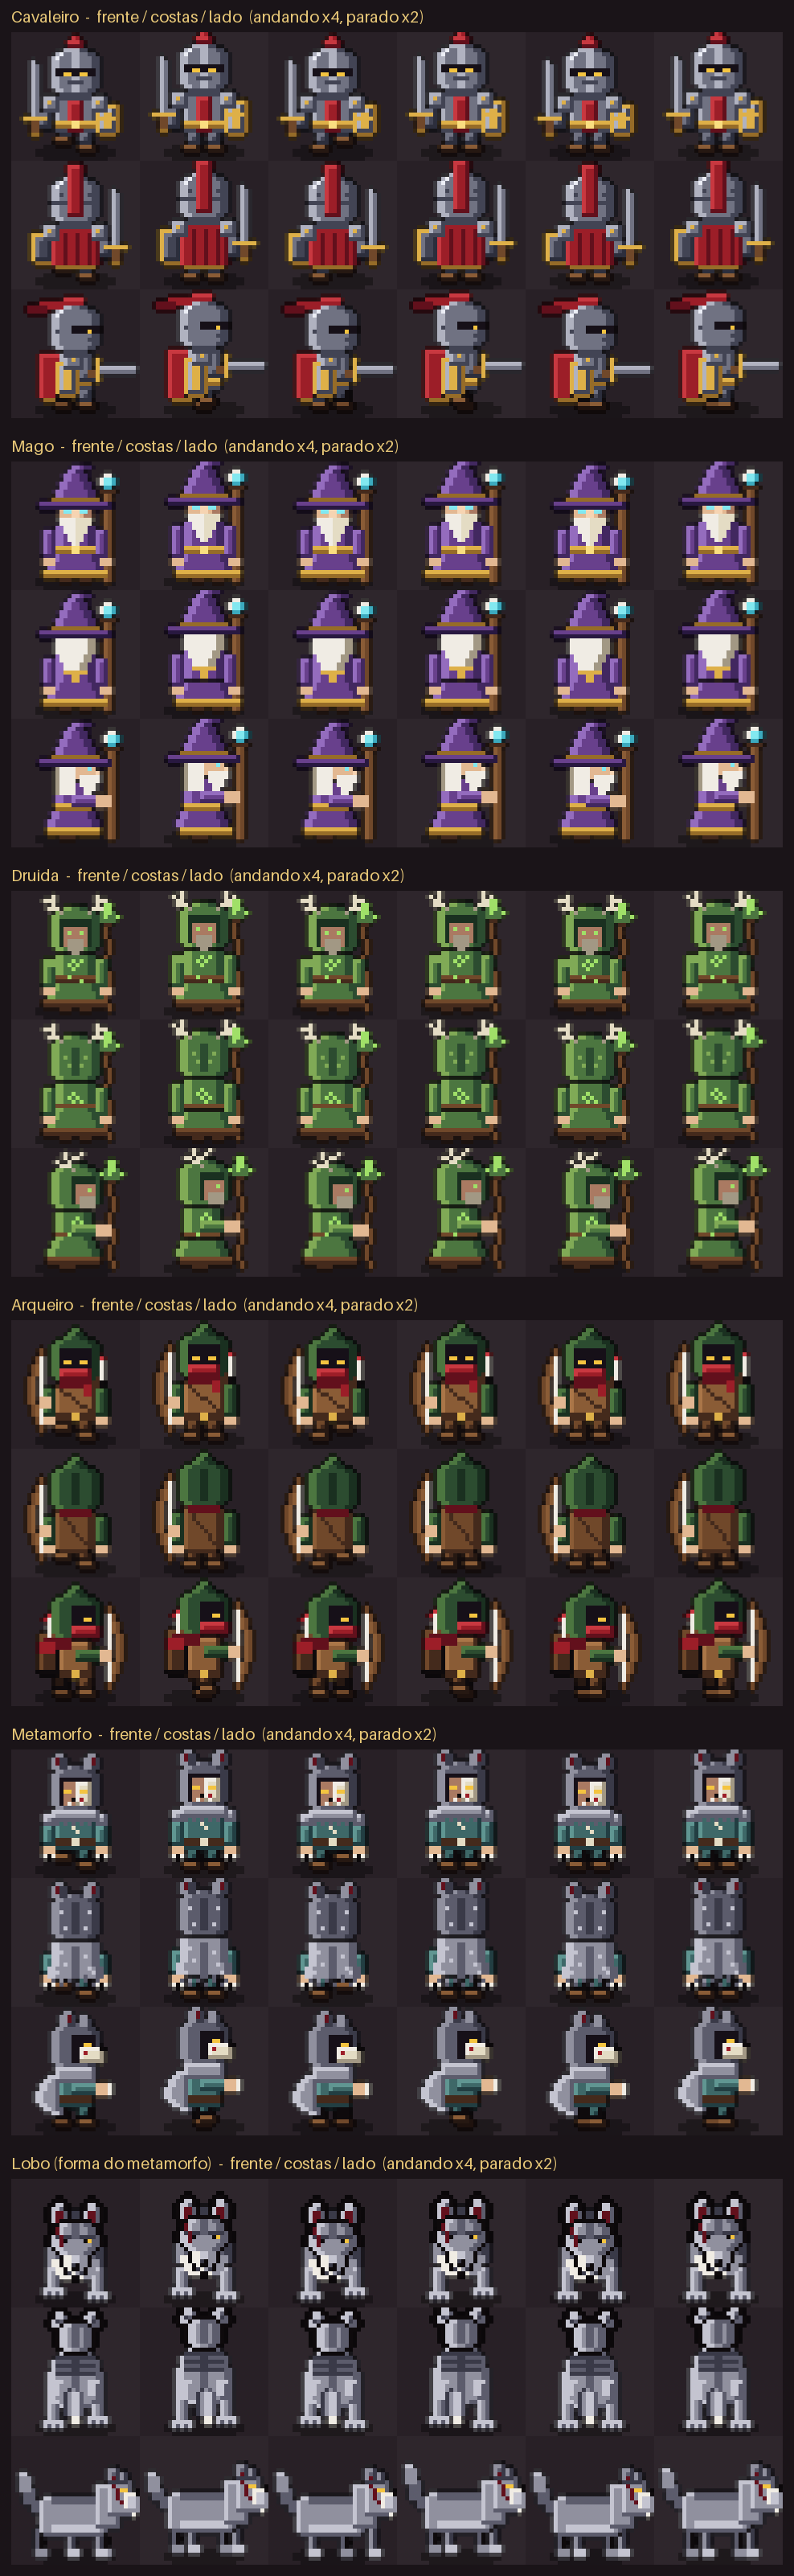 Cavaleiro - frente / costas / lado (andando x4, parado x2)
Mago - frente / costas / lado (andando x4, parado x2)
Druida - frente / costas / lado (andando x4, parado x2)
Arqueiro - frente / costas / lado (andando x4, parado x2)
Metamorfo - frente / costas / lado (andando x4, parado x2)
Lobo (forma do metamorfo) - frente / costas / lado (andando x4, parado x2)